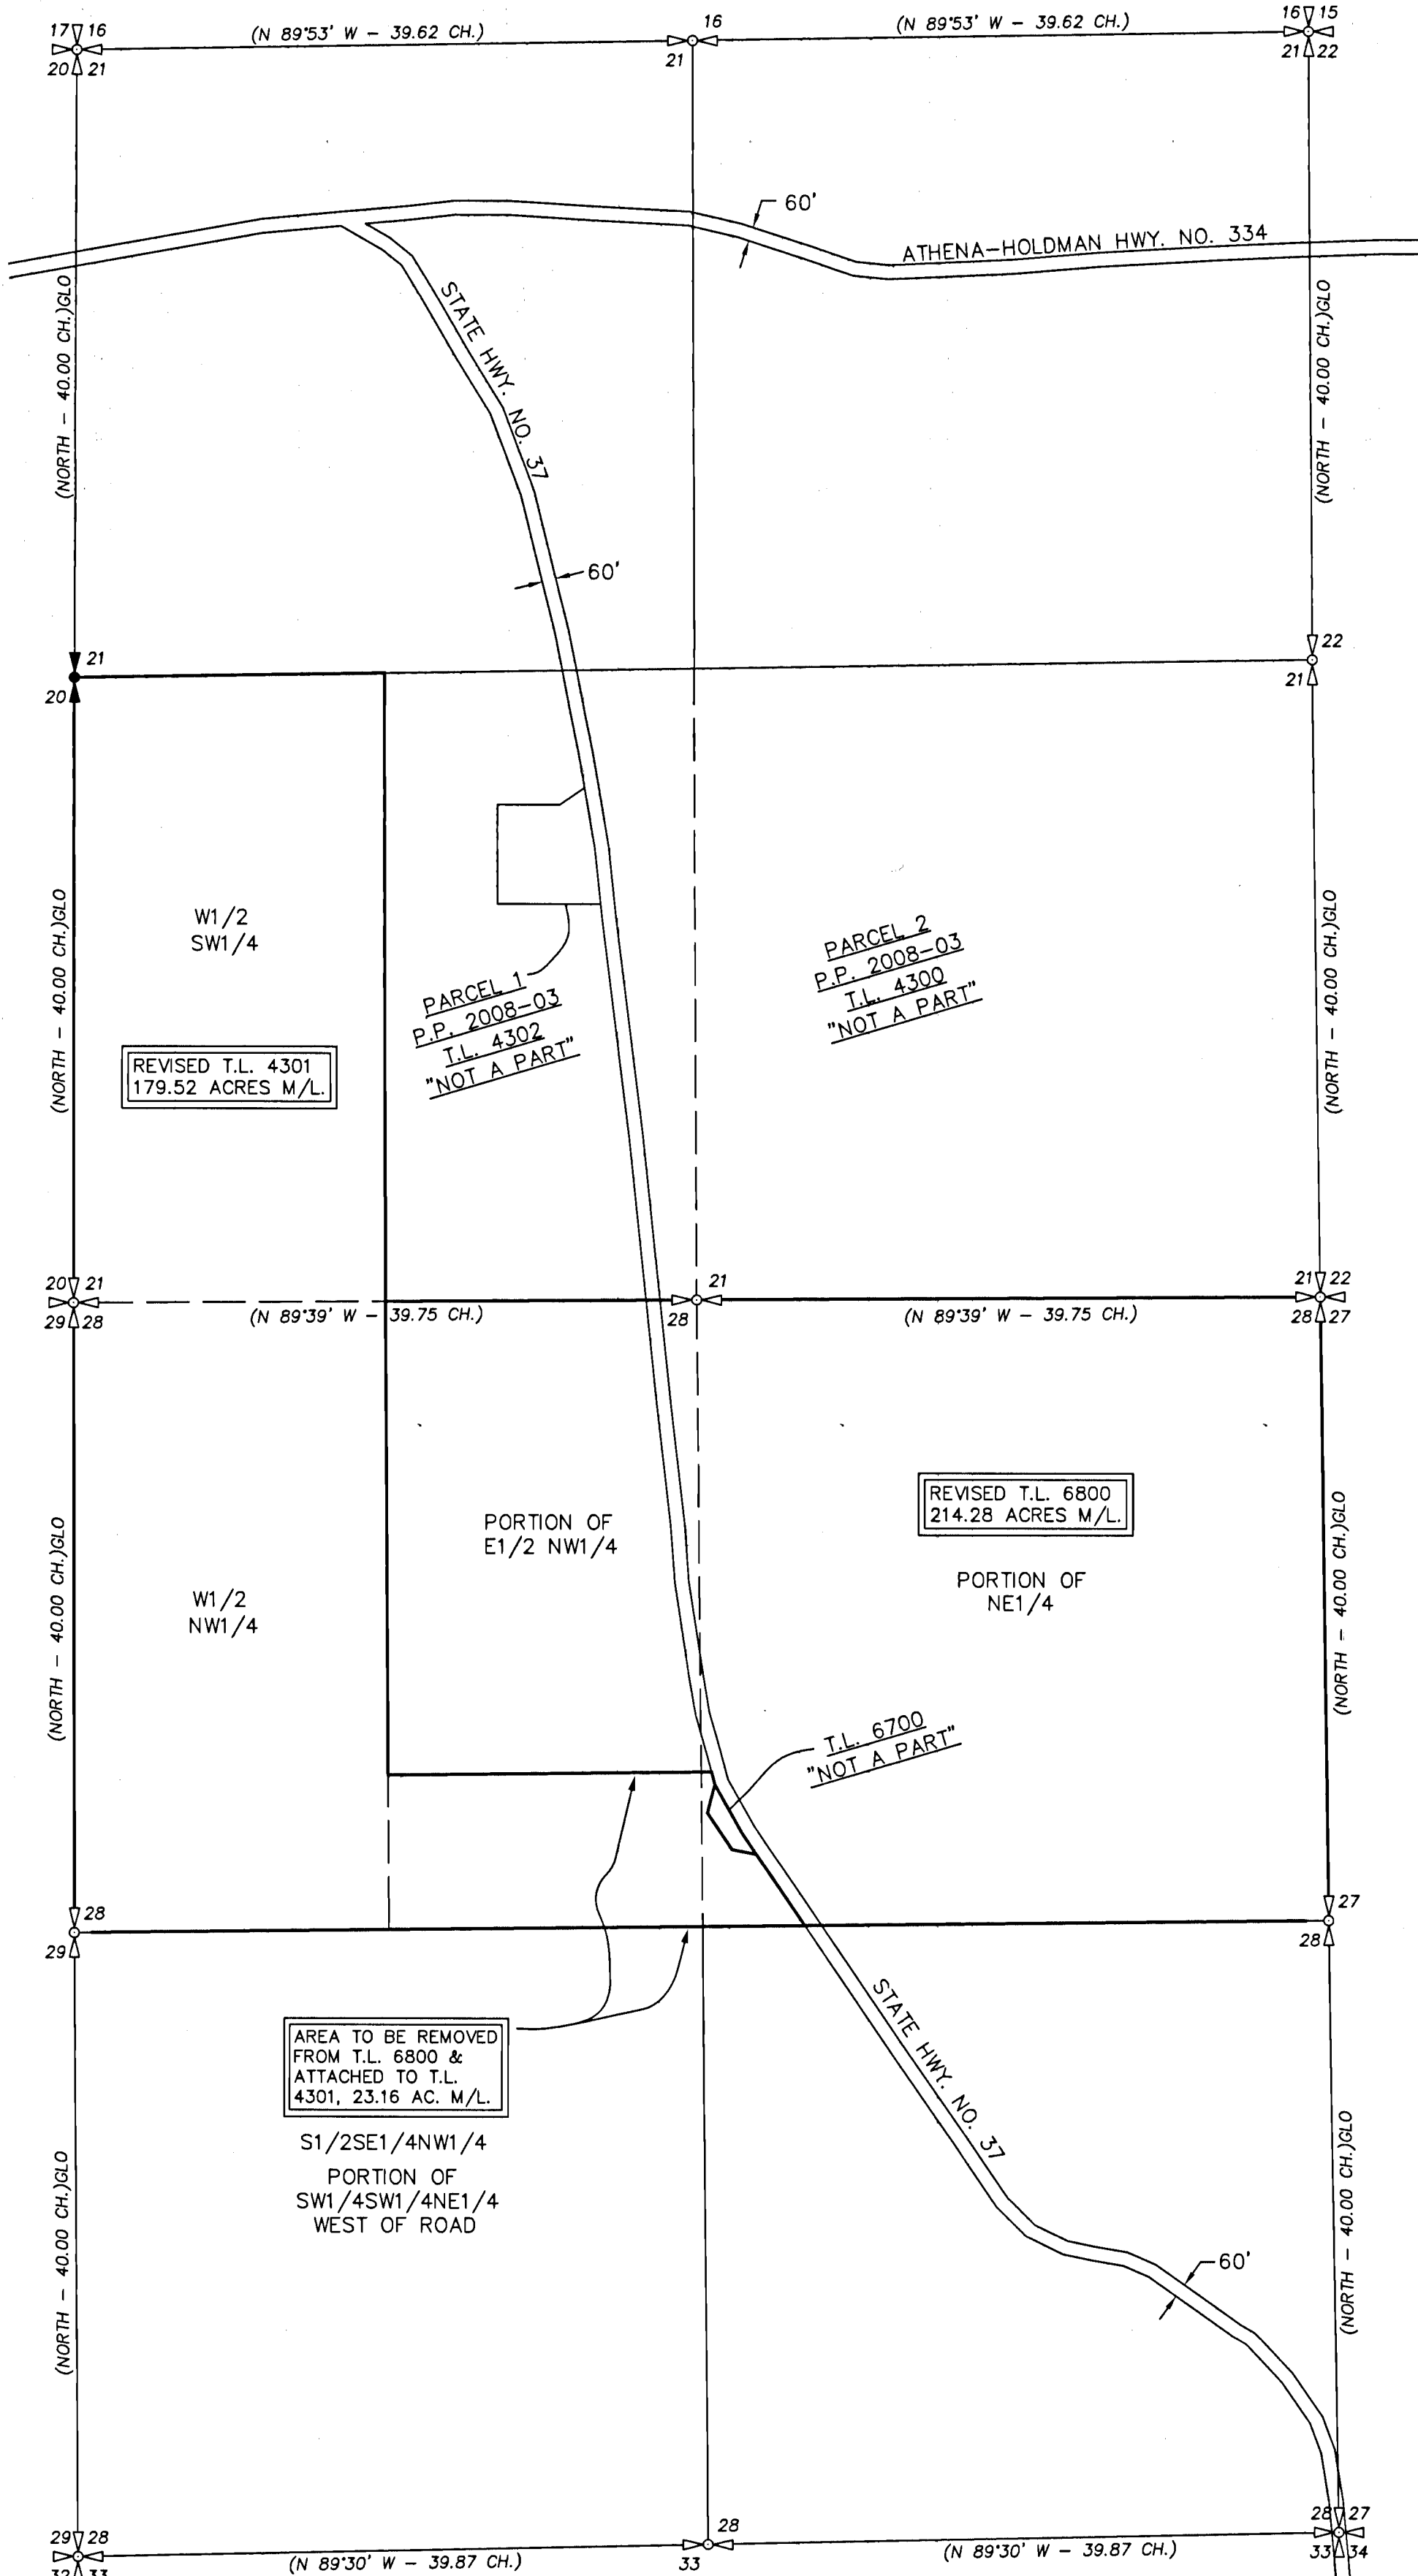 17 16
(N 89°53' W - 39.62 CH.)
16
(N 89°53' W - 39.62 CH.)
16 15
20 21
21
21 22
60'
ATHENA-HOLDMAN HWY. NO. 334
(NORTH - 40.00 CH.)GLO
STATE HWY. NO. 37
(NORTH - 40.00 CH.)GLO
60'
21
22
20
21
W1/2
SW1/4
(NORTH - 40.00 CH.)GLO
REVISED T.L. 4301
179.52 ACRES M/L.
PARCEL 1
P.P. 2008-03
T.L. 4302
"NOT A PART"
PARCEL 2
P.P. 2008-03
T.L. 4300
"NOT A PART"
(NORTH - 40.00 CH.)GLO
20 21
21
21 22
29 28
(N 89°39' W - 39.75 CH.)
28
(N 89°39' W - 39.75 CH.)
28 27
REVISED T.L. 6800
214.28 ACRES M/L.
PORTION OF
E1/2 NW1/4
PORTION OF
NE1/4
(NORTH - 40.00 CH.)GLO
W1/2
NW1/4
(NORTH - 40.00 CH.)GLO
T.L. 6700
"NOT A PART"
28
27
29
28
STATE HWY. NO. 37
AREA TO BE REMOVED
FROM T.L. 6800 &
ATTACHED TO T.L.
4301, 23.16 AC. M/L.
S1/2SE1/4NW1/4
PORTION OF
SW1/4SW1/4NE1/4
WEST OF ROAD
(NORTH - 40.00 CH.)GLO
(NORTH - 40.00 CH.)GLO
60'
29 28
28
28 27
32 33
(N 89°30' W - 39.87 CH.)
33
(N 89°30' W - 39.87 CH.)
33 34